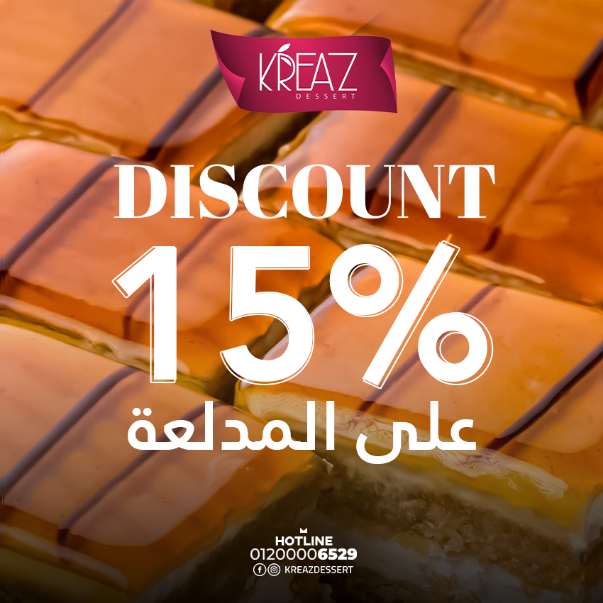 KREAZ
DESSERT
DISCOUNT
15%
على المدلعة
HOTLINE
01200006529
KREAZDESSERT